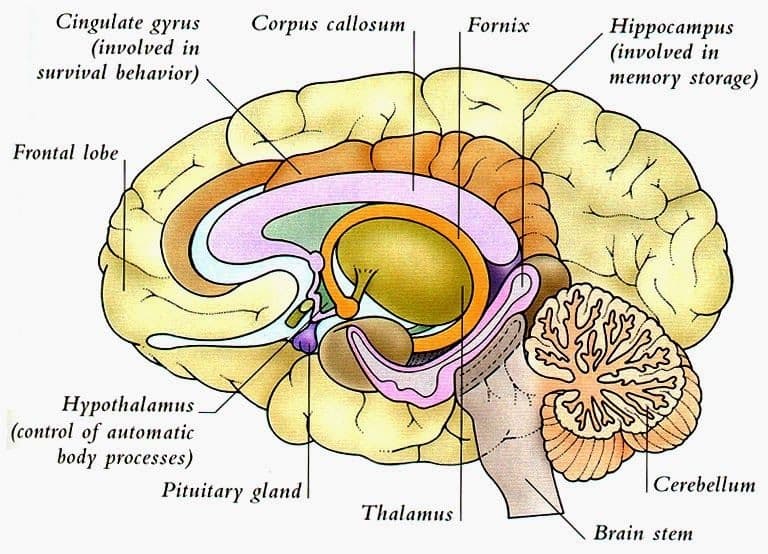 Cingulate gyrus
(involved in
survival behavior)
Corpus callosum
Fornix
Hippocampus
(involved in
memory storage)
Frontal lobe
Hypothalamus
(control of automatic
body processes)
Pituitary gland
Thalamus
Cerebellum
Brain stem